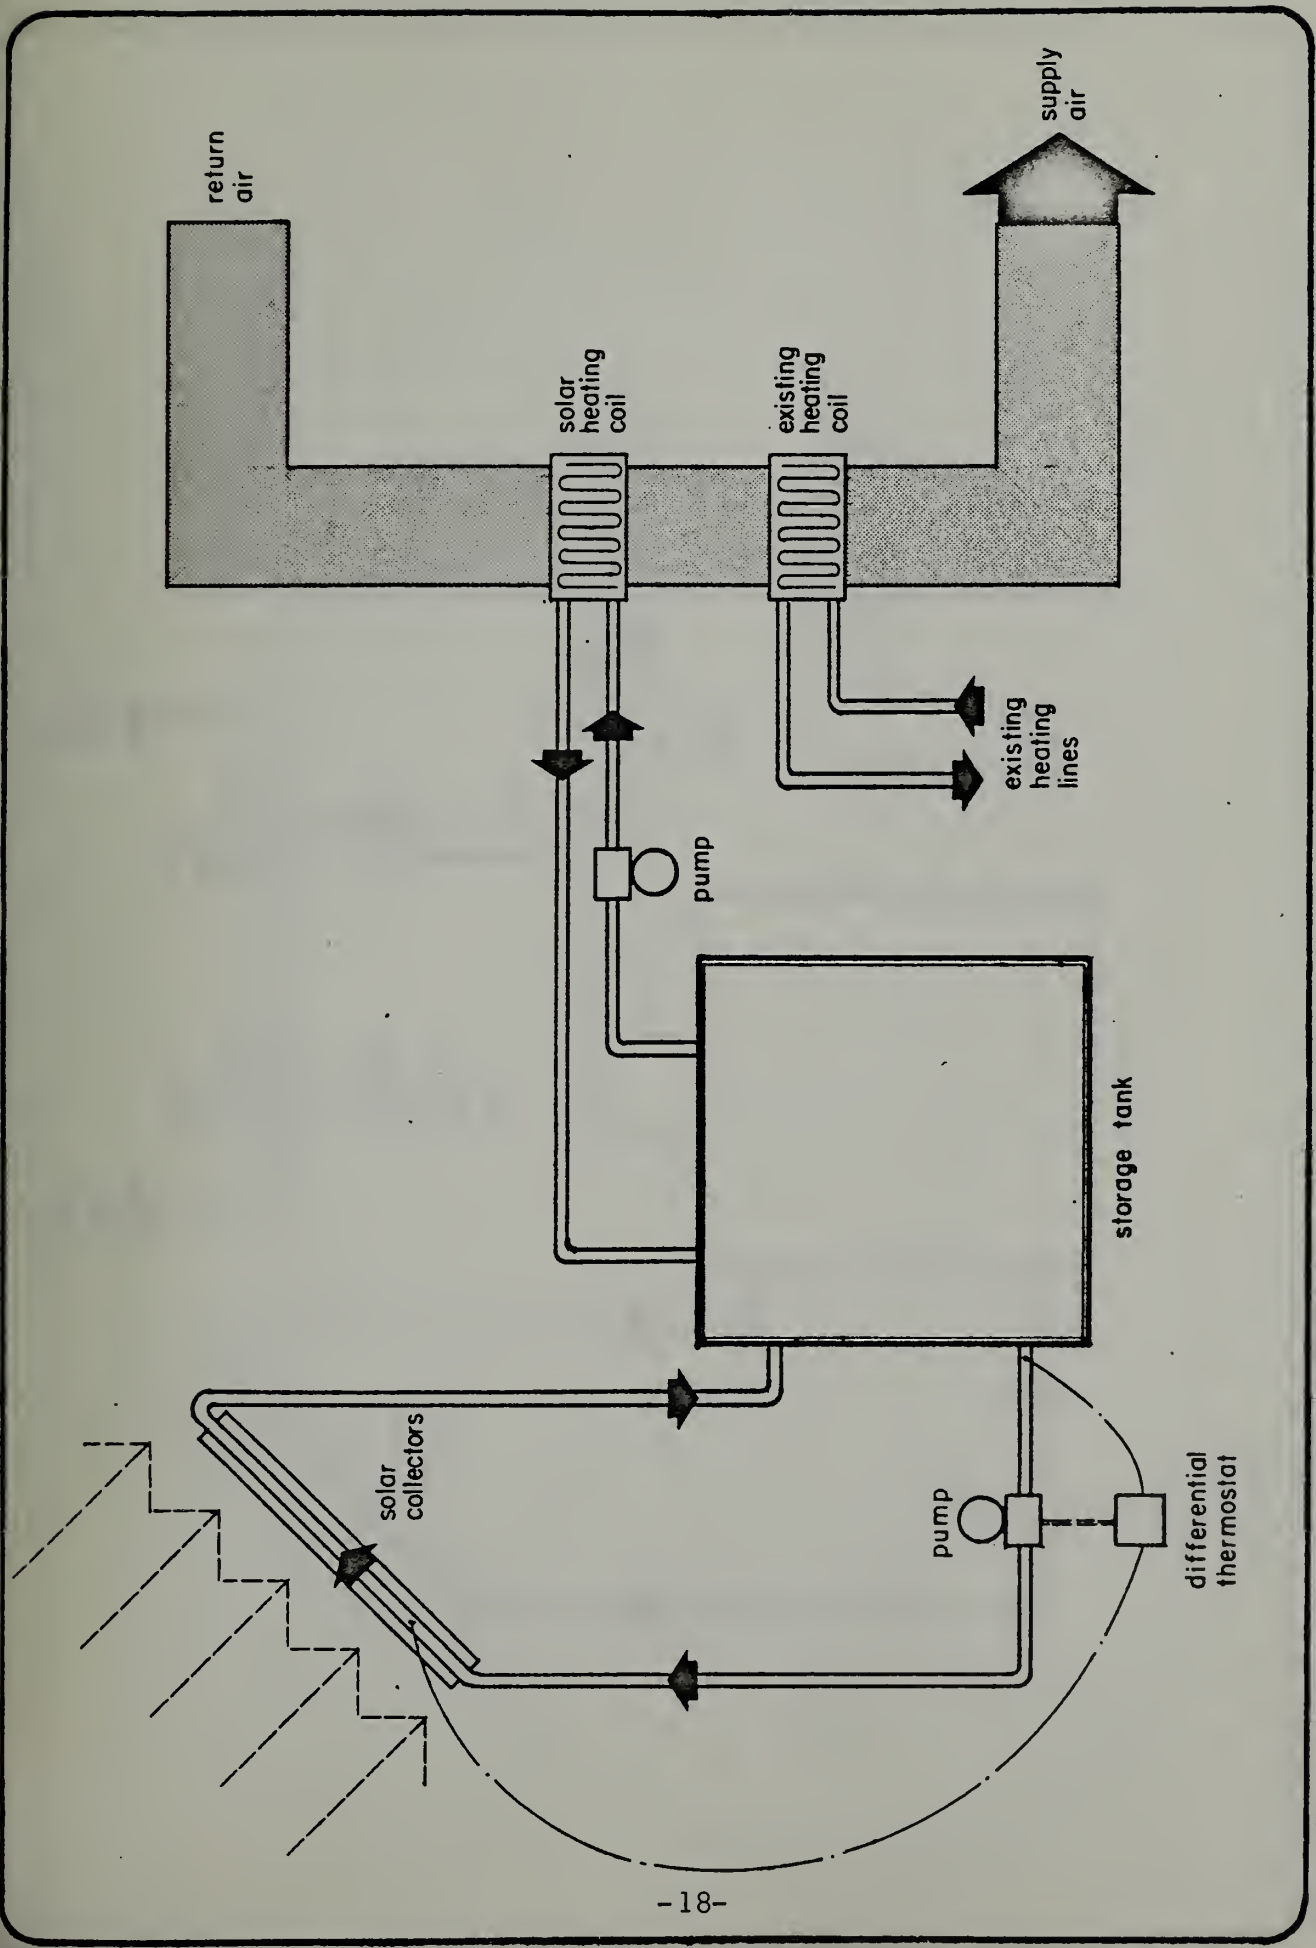 return
air
supply
air
solar
heating
coil
existing
heating
coil
existing
heating
lines
pump
storage tank
solar
collectors
pump
differential
thermostat
-18-